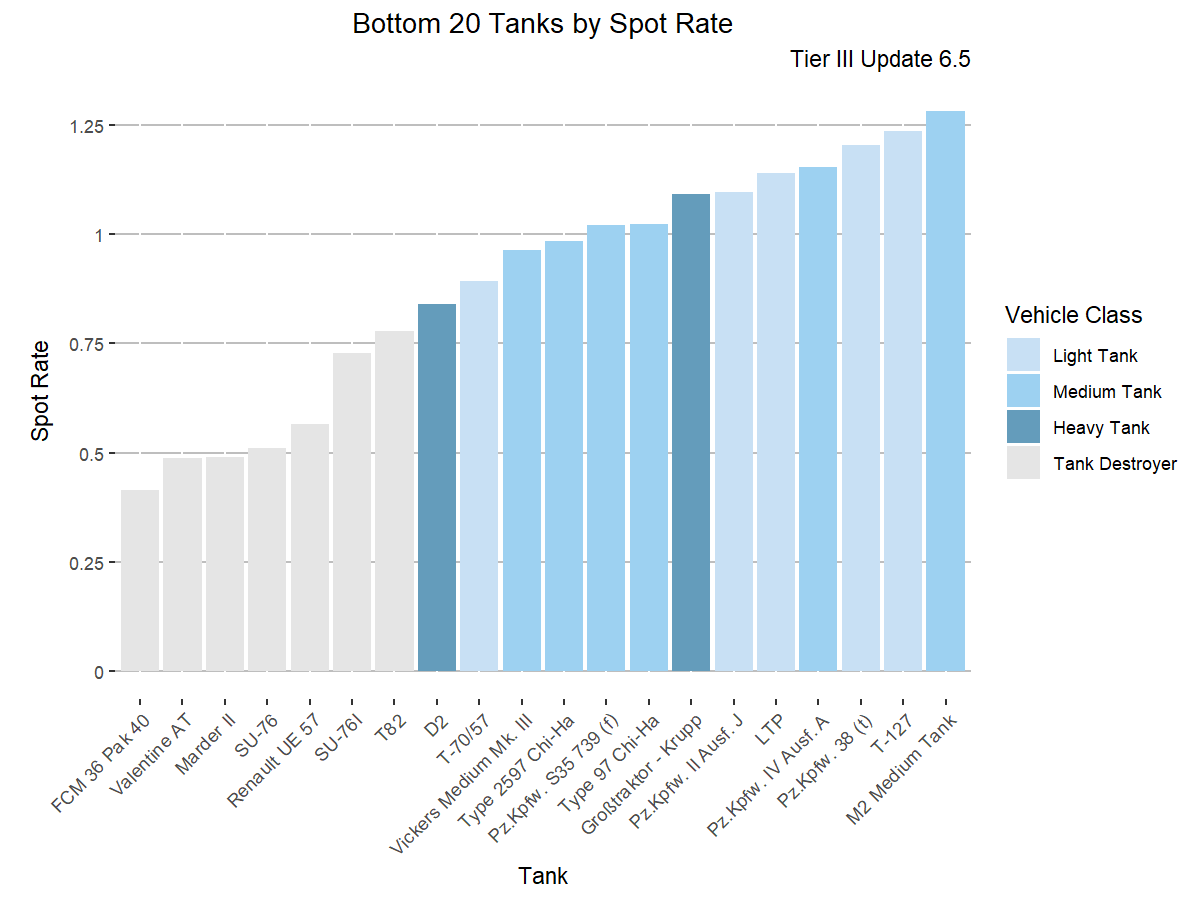 Bottom 20 Tanks by Spot Rate
Tier III Update 6.5
1.25
1
0.75
0.5
0.25
0
Spot Rate
FCM 36 Pak 40
Valentine AT
Marder II
SU-76
Renault UE 57
SU-76I
T82
D2
T-70/57
Vickers Medium Mk. III
Type 2597 Chi-Ha
Pz.Kpfw. S35 739 (f)
Type 97 Chi-Ha
Großtraktor - Krupp
Pz.Kpfw. II Ausf. J
LTP
Pz.Kpfw. IV Ausf. A
Pz.Kpfw. 38 (t)
T-127
M2 Medium Tank
Tank
Vehicle Class
Light Tank
Medium Tank
Heavy Tank
Tank Destroyer